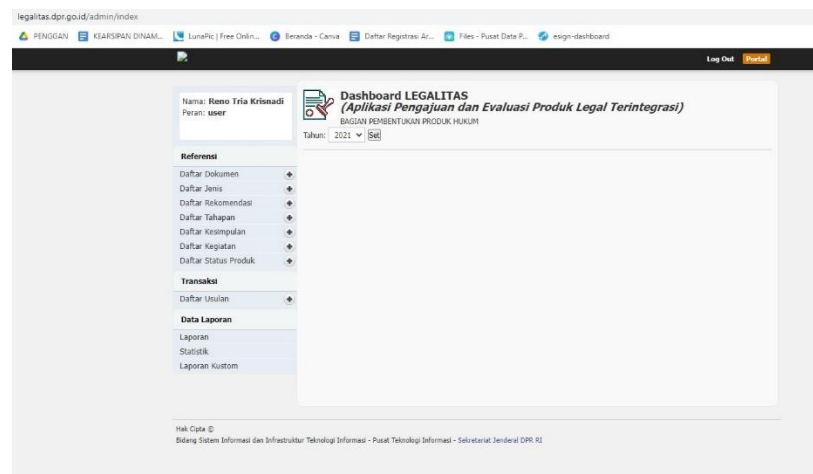 legalitas.dpr.go.id/admin/index
PENGGAN KEARSIPAN DINAM... LunaPic | Free Onlin... Beranda - Canva Daftar Registrasi Ar... Files - Pusat Data P... esign-dashboard
Log Out Portal
Nama: Reno Tria Krisnadi
Peran: user
Dashboard LEGALITAS
(Aplikasi Pengajuan dan Evaluasi Produk Legal Terintegrasi)
BAGIAN PEMBENTUKAN PRODUK HUKUM
Tahun: 2021 Set
Referensi
Daftar Dokumen
Daftar Jenis
Daftar Rekomendasi
Daftar Tahapan
Daftar Kesimpulan
Daftar Kegiatan
Daftar Status Produk
Transaksi
Daftar Usulan
Data Laporan
Laporan
Statistik
Laporan Kustom
Hak Cipta ©
Bidang Sistem Informasi dan Infrastruktur Teknologi Informasi - Pusat Teknologi Informasi - Sekretariat Jenderal DPR RI